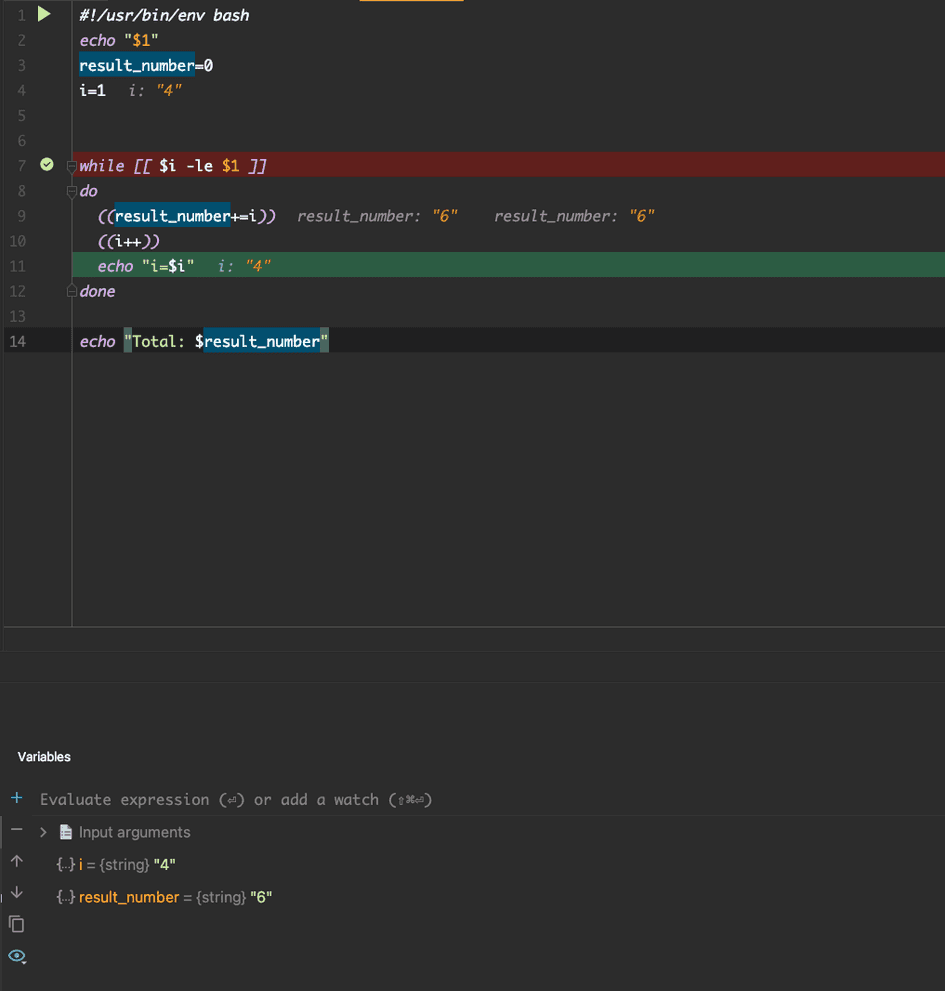 1 #!/usr/bin/env bash
2 echo "$1"
3 result_number=0
4 i=1 i: "4"
5
6
7 while [[ $i -le $1 ]]
8 do
9 ((result_number+=i)) result_number: "6" result_number: "6"
10 ((i++))
11 echo "i=$i" i: "4"
12 done
13
14 echo "Total: $result_number"
Variables
Evaluate expression (⏎) or add a watch (⇧⌘⏎)
Input arguments
{..} i = {string} "4"
{..} result_number = {string} "6"